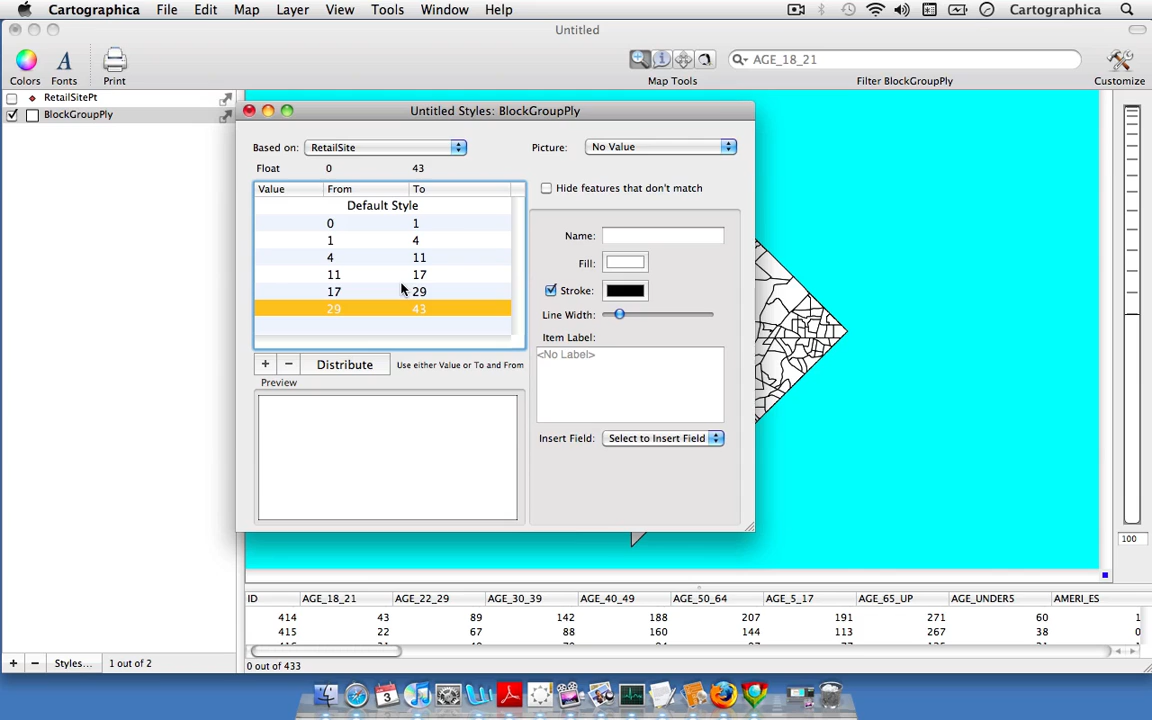 Cartographica File Edit Map Layer View Tools Window Help Cartographica
Untitled
Colors Fonts Print Map Tools AGE_18_21 Filter BlockGroupPly Customize
RetailSitePt
BlockGroupPly
Untitled Styles: BlockGroupPly
Based on: RetailSite
Float 0 43
Value From To
Default Style
0 1
1 4
4 11
11 17
17 29
29 43
+ − Distribute Use either Value or To and From
Preview
Picture: No Value
Hide features that don't match
Name:
Fill:
Stroke:
Line Width:
Item Label:
<No Label>
Insert Field: Select to Insert Field
100
ID AGE_18_21 AGE_22_29 AGE_30_39 AGE_40_49 AGE_50_64 AGE_5_17 AGE_65_UP AGE_UNDER5 AMERI_ES
414 43 89 142 188 207 191 271 60 1
415 22 67 88 160 144 113 267 38 0
+ − Styles... 1 out of 2
0 out of 433
3